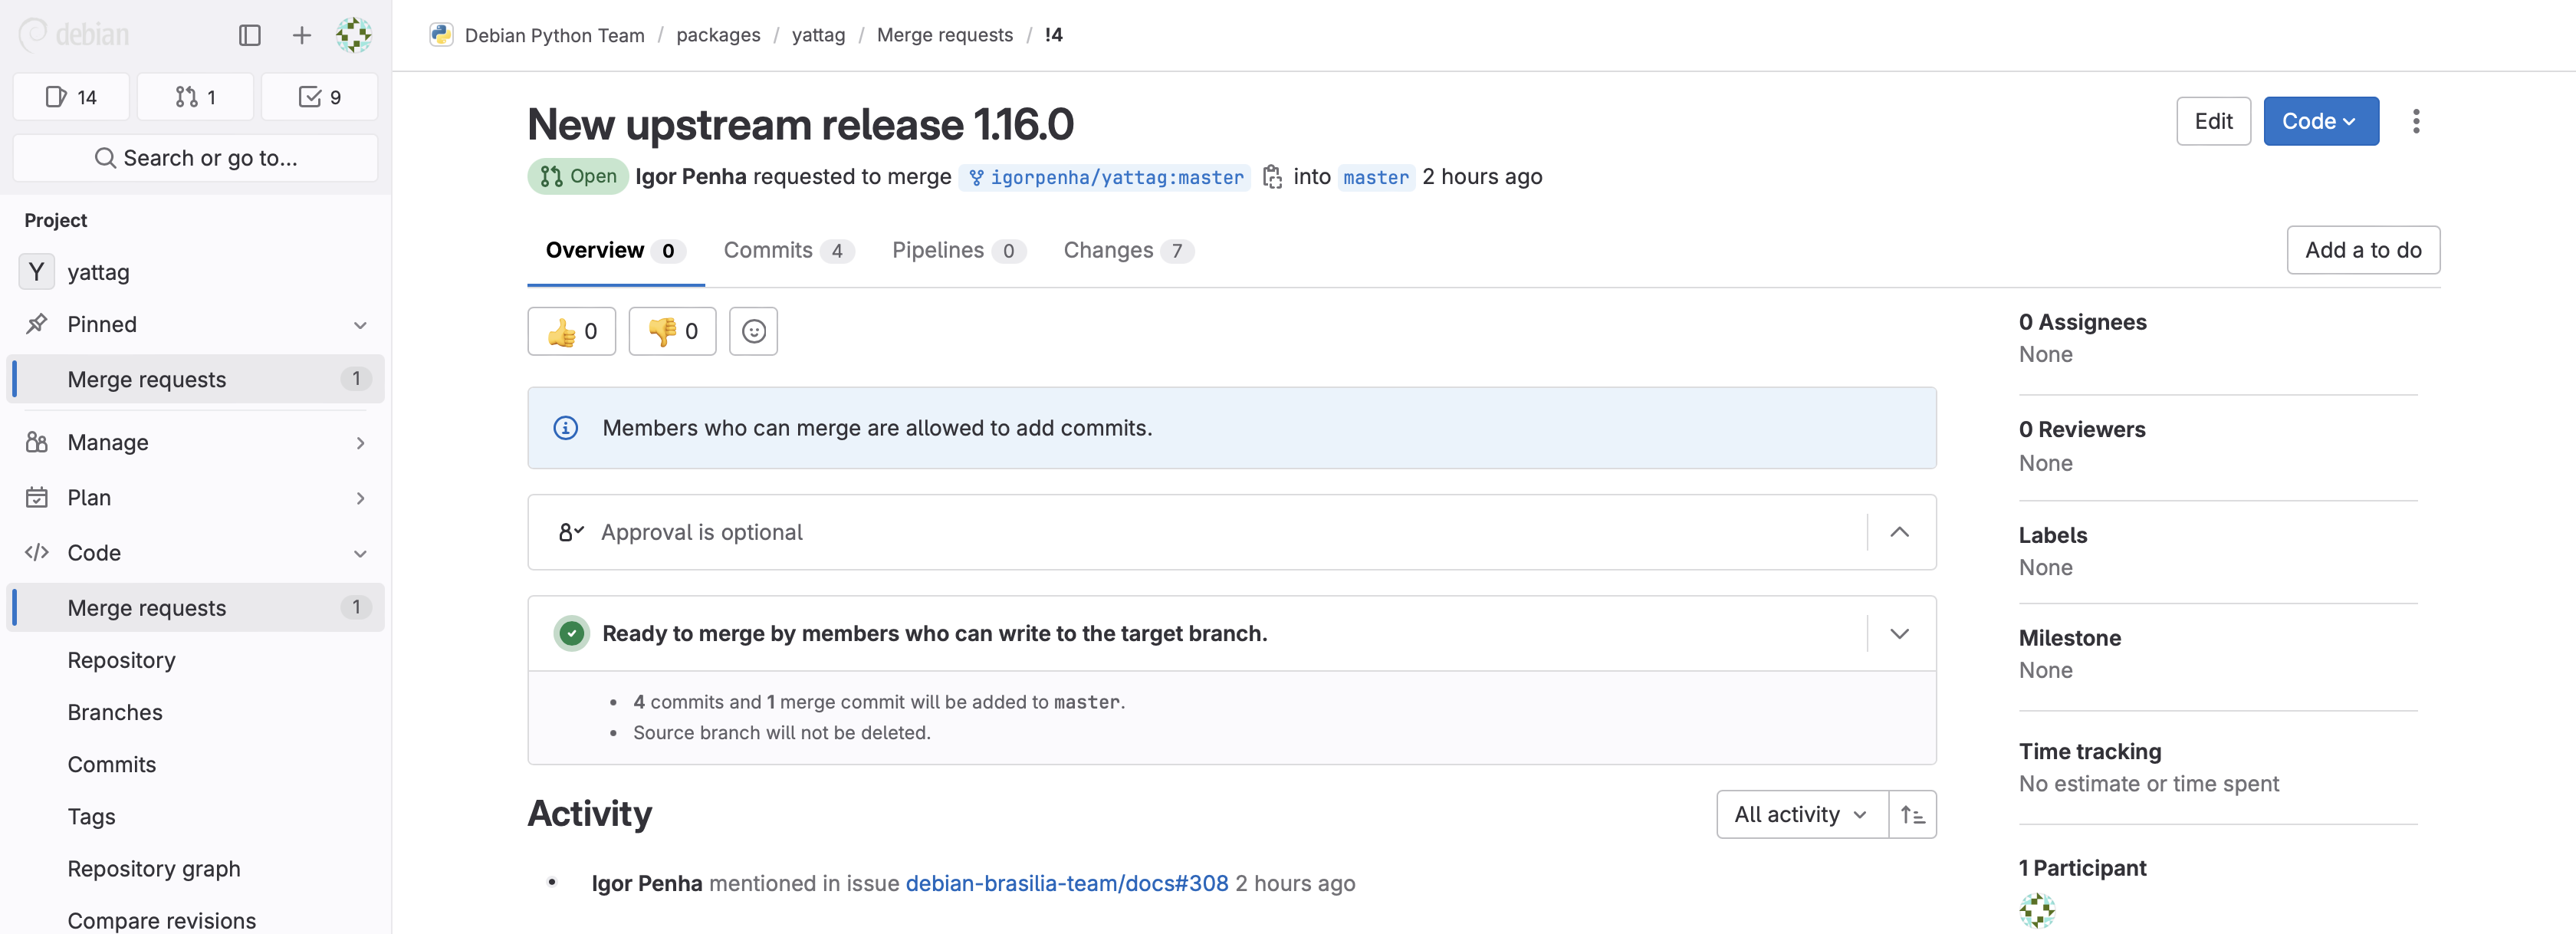 debian
14
1
9
Search or go to...
Project
Y yattag
Pinned
Merge requests 1
Manage
Plan
Code
Merge requests 1
Repository
Branches
Commits
Tags
Repository graph
Compare revisions
Debian Python Team / packages / yattag / Merge requests / !4
New upstream release 1.16.0
Edit
Code
Open Igor Penha requested to merge igorpenha/yattag:master into master 2 hours ago
Overview 0 Commits 4 Pipelines 0 Changes 7
Add a to do
0 0
Members who can merge are allowed to add commits.
Approval is optional
Ready to merge by members who can write to the target branch.
• 4 commits and 1 merge commit will be added to master.
• Source branch will not be deleted.
Activity
All activity
• Igor Penha mentioned in issue debian-brasilia-team/docs#308 2 hours ago
0 Assignees
None
0 Reviewers
None
Labels
None
Milestone
None
Time tracking
No estimate or time spent
1 Participant